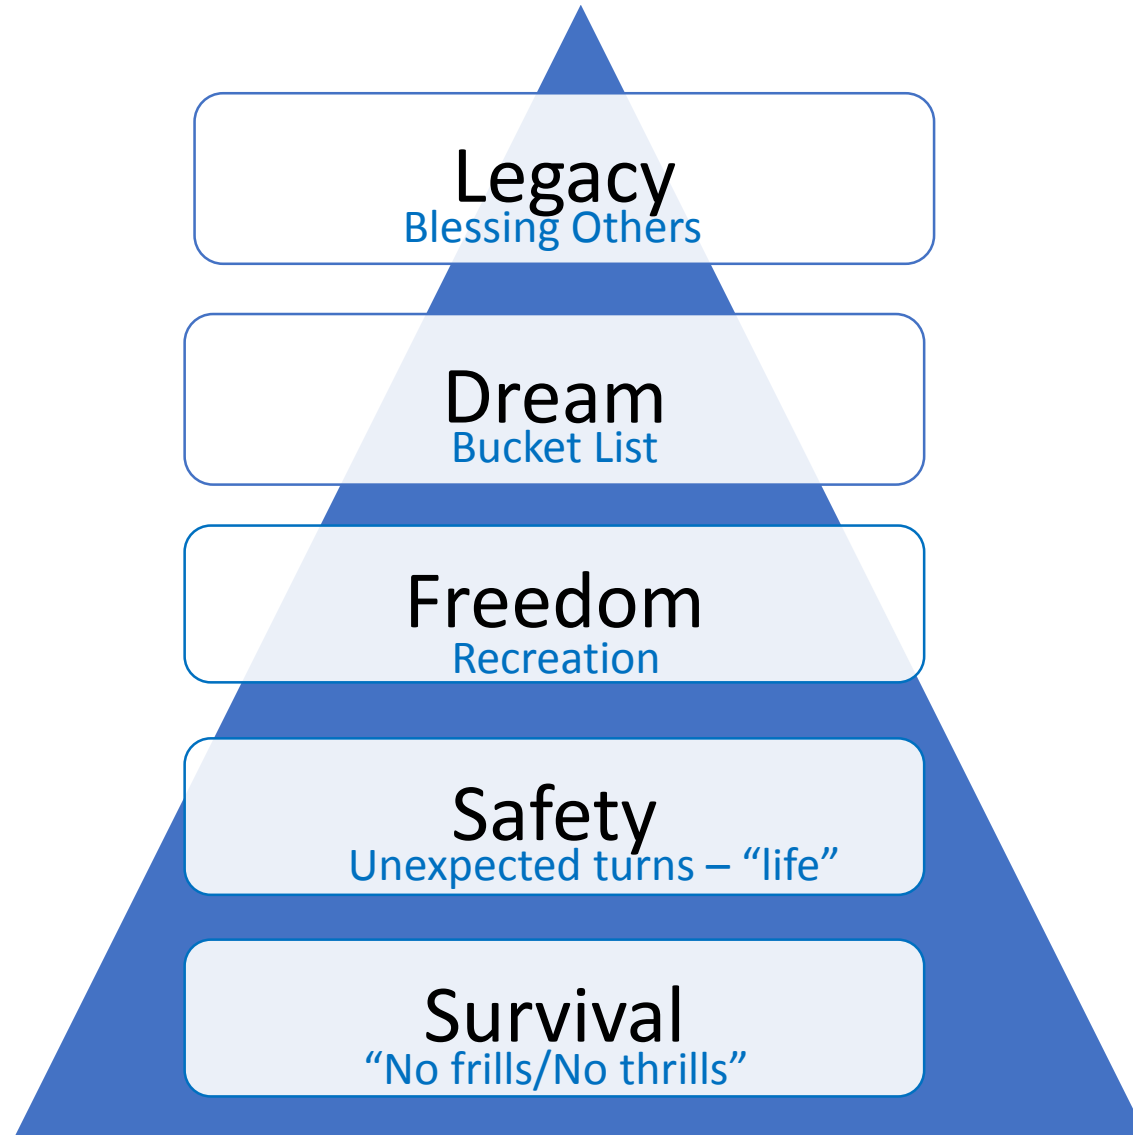 Legacy
Blessing Others
Dream
Bucket List
Freedom
Recreation
Safety
Unexpected turns – “life”
Survival
“No frills/No thrills”